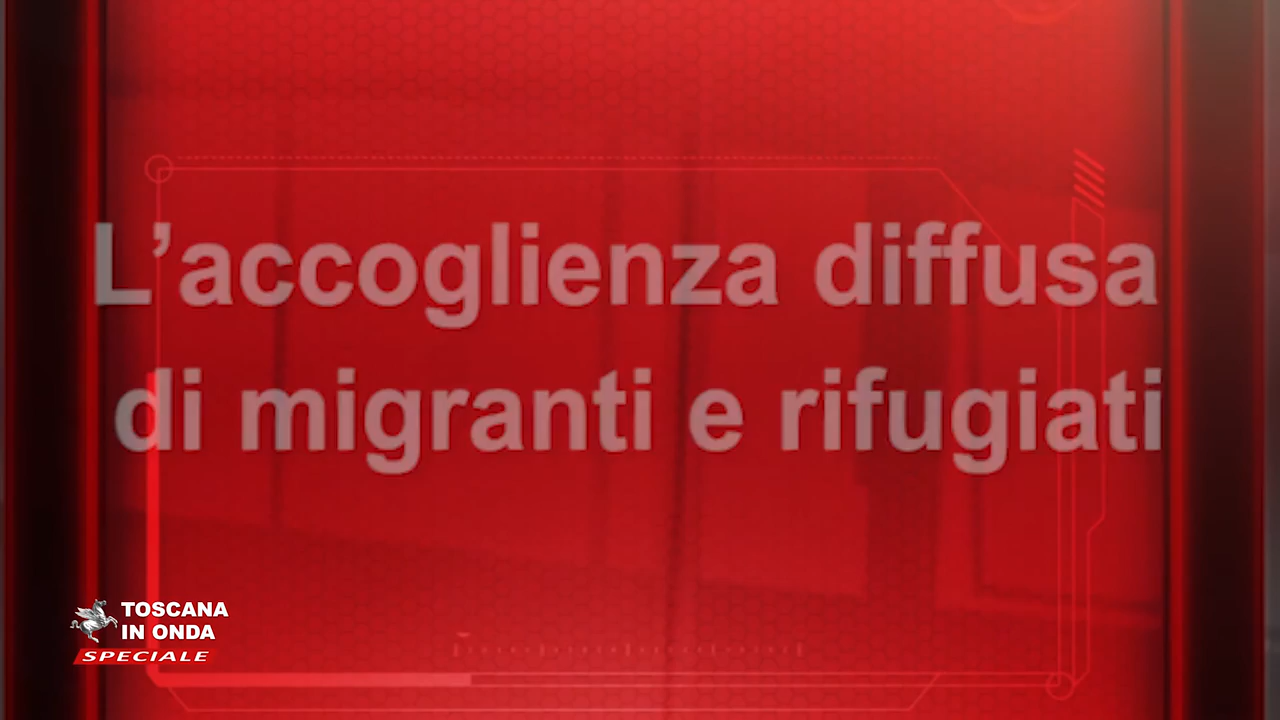 L’accoglienza diffusa
di migranti e rifugiati
TOSCANA
IN ONDA
SPECIALE